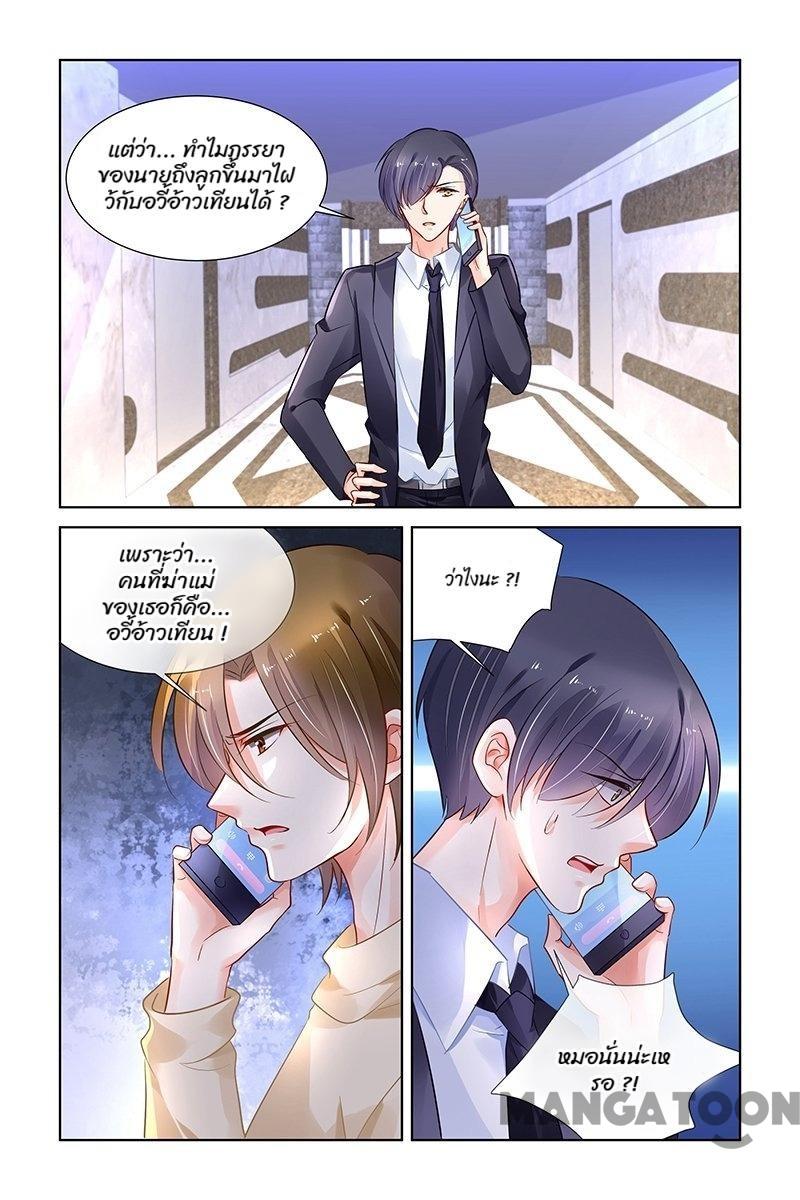 แต่ว่า... ทำไมภรรยา
ของนายูถึงลูกขึ้นมาไฝ
ว้กับอวี้อ้าวเทียนได้ ?
เพราะว่า...
คนที่ฆ่าแม่
ของเธอก็คือ...
อวี้อ้าวเทียน !
ว่าไงนะ ?!
หมอนั่นน่ะเห
รอ ?!
MANGATOON